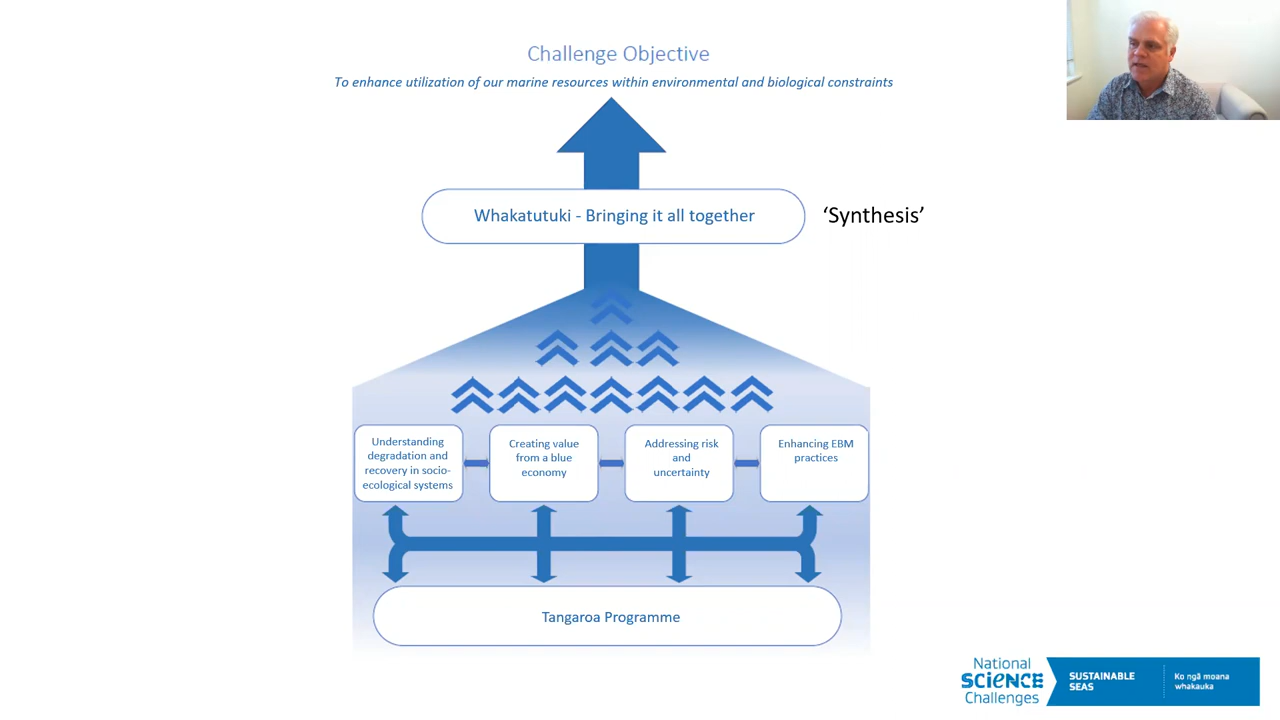 Challenge Objective
To enhance utilization of our marine resources within environmental and biological constraints
Whakatutuki - Bringing it all together
‘Synthesis’
Understanding
degradation and
recovery in socio-
ecological systems
Creating value
from a blue
economy
Addressing risk
and
uncertainty
Enhancing EBM
practices
Tangaroa Programme
National
SCIENCE
Challenges
SUSTAINABLE
SEAS
Ko ngā moana
whakauka